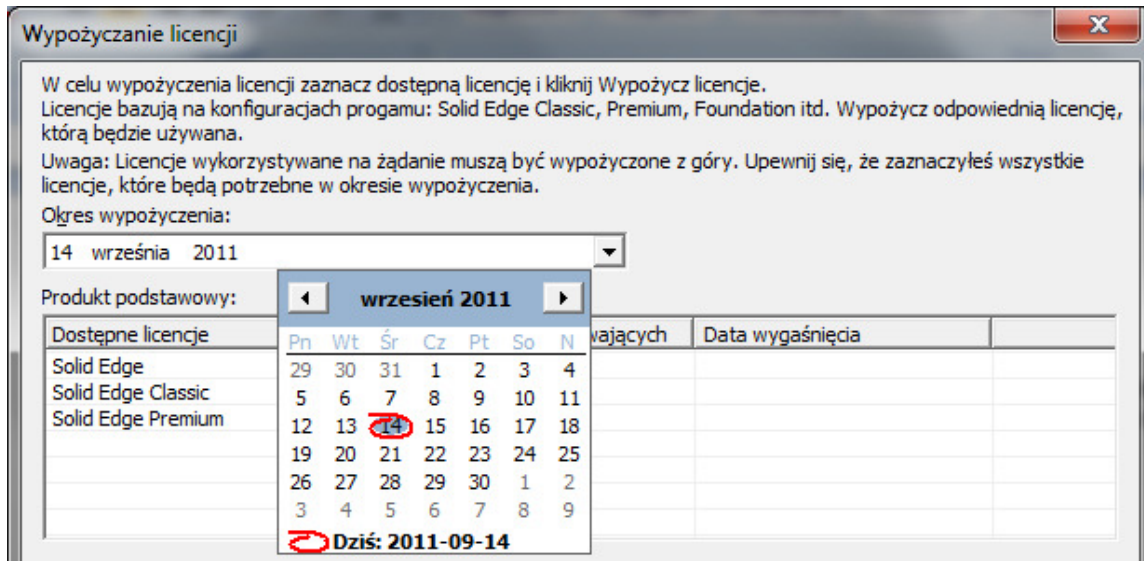 Wypożyczanie licencji
W celu wypożyczenia licencji zaznacz dostępną licencję i kliknij Wypożycz licencje.
Licencje bazują na konfiguracjach progamu: Solid Edge Classic, Premium, Foundation itd. Wypożycz odpowiednią licencję,
którą będzie używana.
Uwaga: Licencje wykorzystywane na żądanie muszą być wypożyczone z góry. Upewnij się, że zaznaczyłeś wszystkie
licencje, które będą potrzebne w okresie wypożyczenia.
Okres wypożyczenia:
14 września 2011
Produkt podstawowy:
wrzesień 2011
Dostępne licencje wających Data wygaśnięcia
Pn Wt Śr Cz Pt So N
Solid Edge
29 30 31 1 2 3 4
Solid Edge Classic
5 6 7 8 9 10 11
Solid Edge Premium
12 13 14 15 16 17 18
19 20 21 22 23 24 25
26 27 28 29 30 1 2
3 4 5 6 7 8 9
Dziś: 2011-09-14